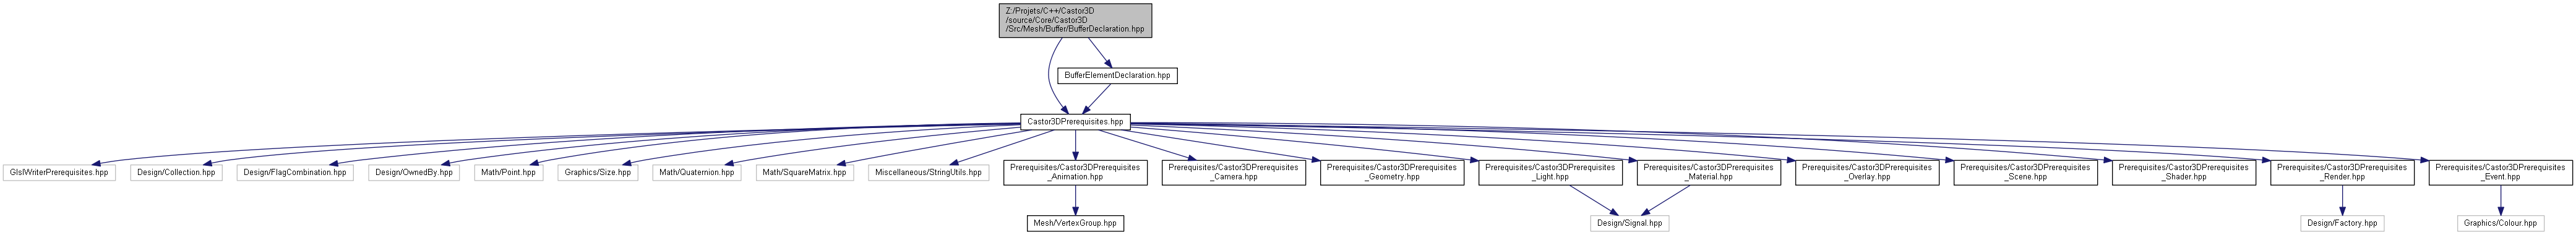 Z:/Projets/C++/Castor3D
/source/Core/Castor3D
/Src/Mesh/Buffer/BufferDeclaration.hpp
BufferElementDeclaration.hpp
Castor3DPrerequisites.hpp
GlslWriterPrerequisites.hpp
Design/Collection.hpp
Design/FlagCombination.hpp
Design/OwnedBy.hpp
Math/Point.hpp
Graphics/Size.hpp
Math/Quaternion.hpp
Math/SquareMatrix.hpp
Miscellaneous/StringUtils.hpp
Prerequisites/Castor3DPrerequisites
_Animation.hpp
Prerequisites/Castor3DPrerequisites
_Camera.hpp
Prerequisites/Castor3DPrerequisites
_Geometry.hpp
Prerequisites/Castor3DPrerequisites
_Light.hpp
Prerequisites/Castor3DPrerequisites
_Material.hpp
Prerequisites/Castor3DPrerequisites
_Overlay.hpp
Prerequisites/Castor3DPrerequisites
_Scene.hpp
Prerequisites/Castor3DPrerequisites
_Shader.hpp
Prerequisites/Castor3DPrerequisites
_Render.hpp
Prerequisites/Castor3DPrerequisites
_Event.hpp
Mesh/VertexGroup.hpp
Design/Signal.hpp
Design/Factory.hpp
Graphics/Colour.hpp